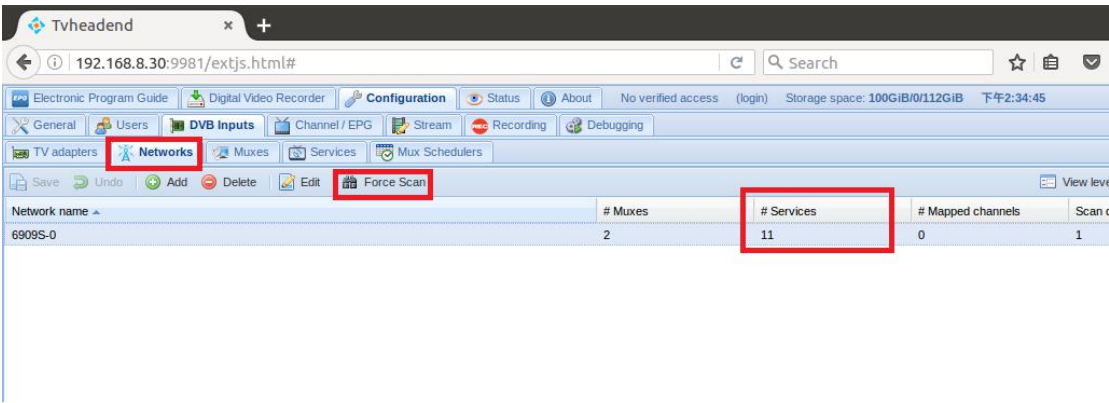 Tvheadend × +
192.168.8.30:9981/extjs.html# Search
EPG Electronic Program Guide Digital Video Recorder Configuration Status About No verified access (login) Storage space: 100GiB/0/112GiB 下午2:34:45
General Users DVB Inputs Channel / EPG Stream REC Recording Debugging
TV adapters Networks Muxes Services Mux Schedulers
Save Undo Add Delete Edit Force Scan View leve
Network name # Muxes # Services # Mapped channels Scan
6909S-0 2 11 0 1